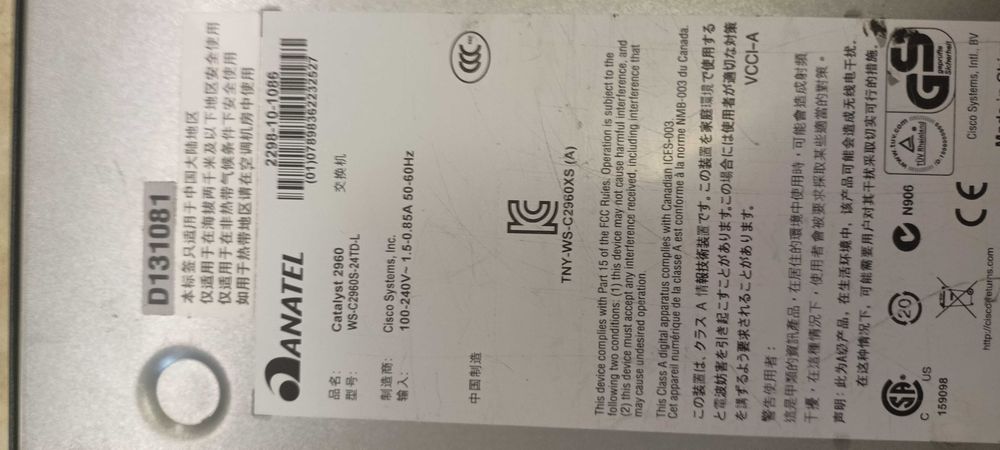 D131081
本标签只适用于中国大陆地区
仅适用于在海拔两千米及以下地区安全使用
仅适用于在非热带气候条件下安全使用
如用于热带地区请在空调机房中使用
ANATEL
2298-10-1086
(01)07898362232527
品名: Catalyst 2960 交换机
型号: WS-C2960S-24TD-L
制造商: Cisco Systems, Inc.
输入: 100-240V~ 1.5-0.85A 50-60Hz
中国制造
CCC
TNY-WS-C2960XS (A)
This device complies with Part 15 of the FCC Rules. Operation is subject to the
following two conditions: (1) this device may not cause harmful interference, and
(2) this device must accept any interference received, including interference that
may cause undesired operation.
This Class A digital apparatus complies with Canadian ICES-003.
Cet appareil numérique de la classe A est conforme à la norme NMB-003 du Canada.
この装置は、クラス A 情報技術装置です。この装置を家庭環境で使用する
と電波妨害を引き起こすことがあります。この場合には使用者が適切な対策
を講ずるよう要求されることがあります。 VCCI-A
警告使用者:
這是甲類的資訊產品,在居住的環境中使用時,可能會造成射頻
干擾,在這種情況下,使用者會被要求採取某些適當的對策。
声明: 此为A级产品, 在生活环境中, 该产品可能会造成无线电干扰.
在这种情况下, 可能需要用户对其干扰采取切实可行的措施.
C US
159098
20
N906
CE
www.tuv.com
TÜV Rheinland
GS
geprüfte
Sicherheit
http://ciscoreturns.com
Cisco Systems, Intl., BV